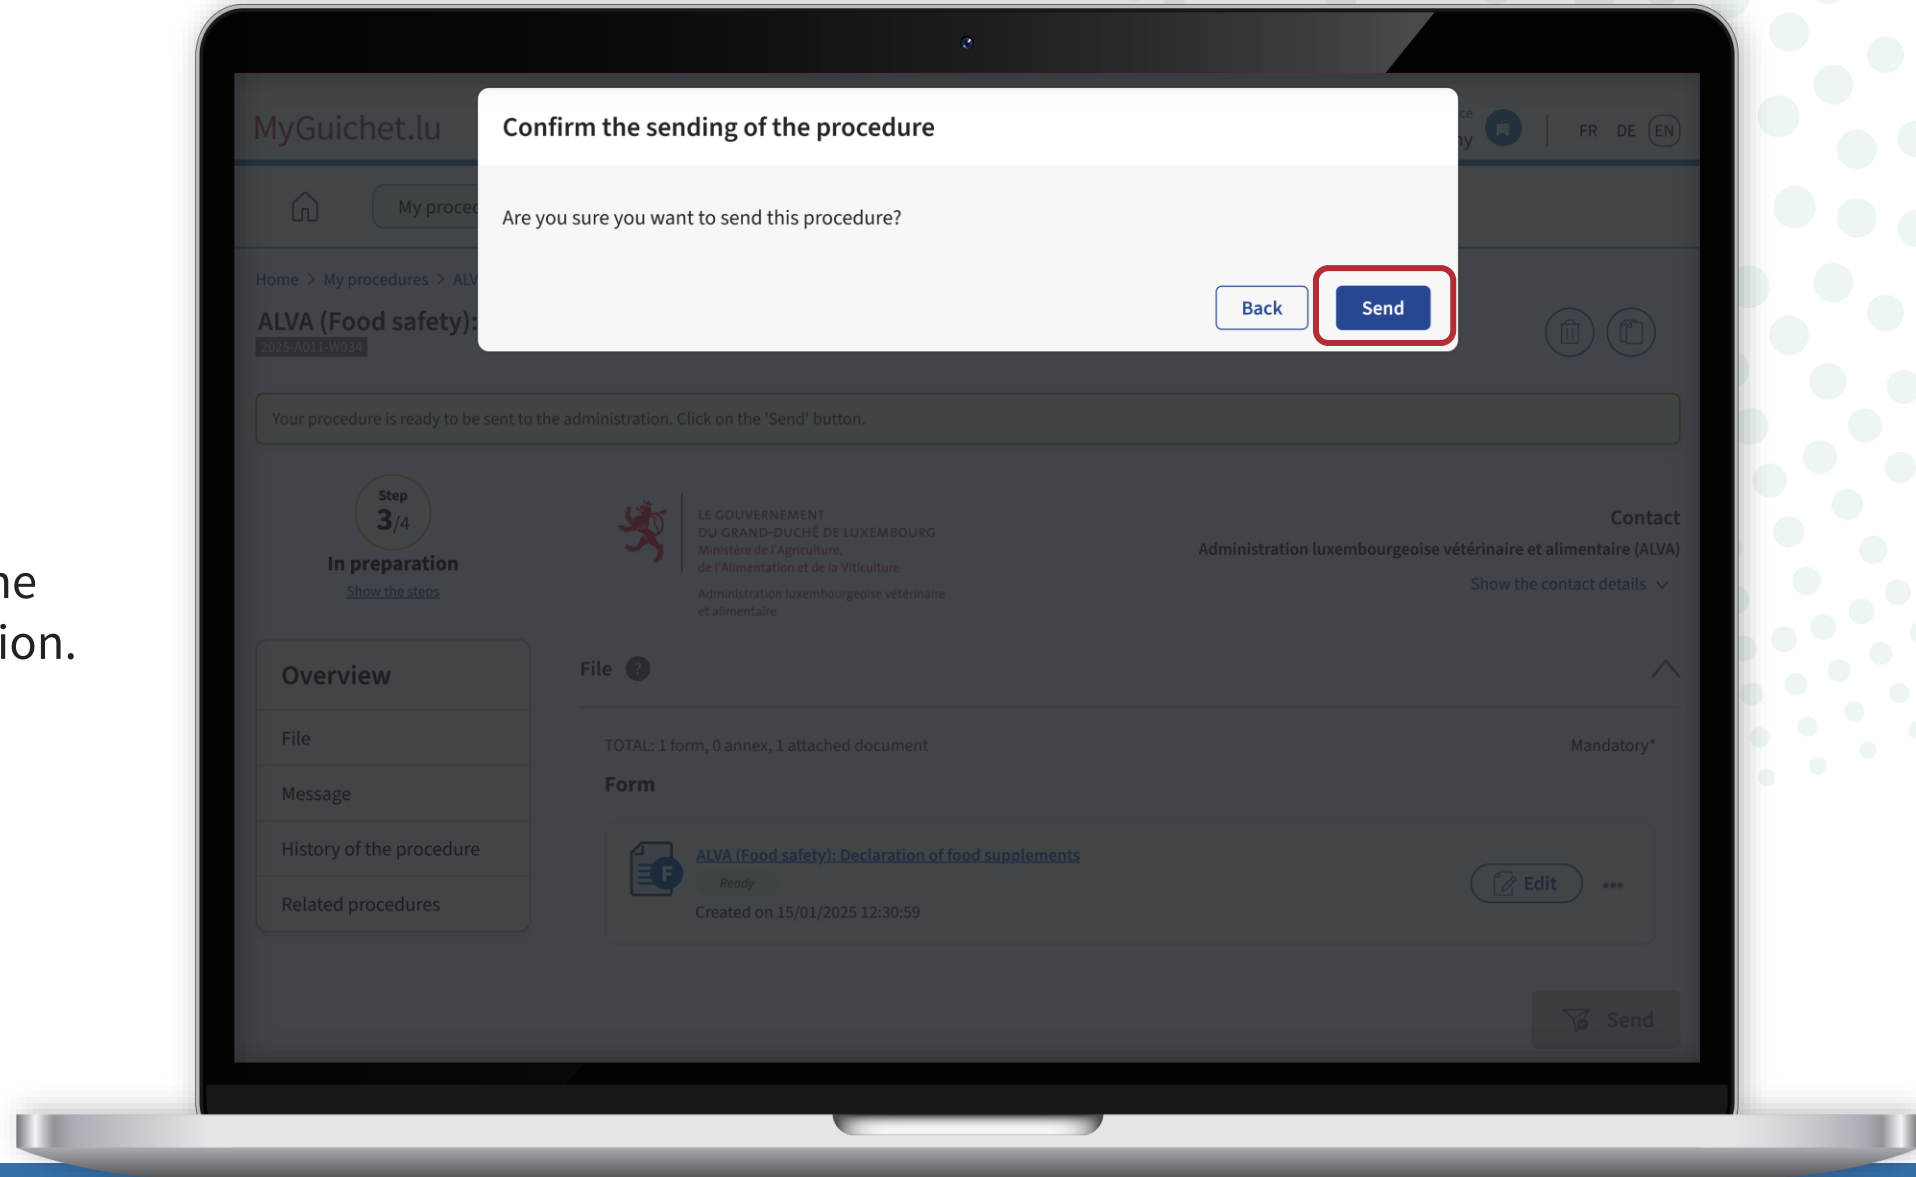 MyGuichet.lu
Confirm the sending of the procedure
FR DE EN
Are you sure you want to send this procedure?
Back
Send
Home > My procedures >
ALVA (Food safety):
2025-A011-W034
Your procedure is ready to be sent to the administration. Click on the 'Send' button.
Step
3/4
In preparation
Show the steps
LE GOUVERNEMENT
DU GRAND-DUCHÉ DE LUXEMBOURG
Ministère de l'Agriculture,
de l'Alimentation et de la Viticulture
Administration luxembourgeoise vétérinaire
et alimentaire
Contact
Administration luxembourgeoise vétérinaire et alimentaire (ALVA)
Show the contact details
ion.
Overview
File
Message
History of the procedure
Related procedures
File ?
TOTAL: 1 form, 0 annex, 1 attached document
Mandatory*
Form
F
ALVA (Food safety): Declaration of food supplements
Ready
Created on 15/01/2025 12:30:59
Edit
Send